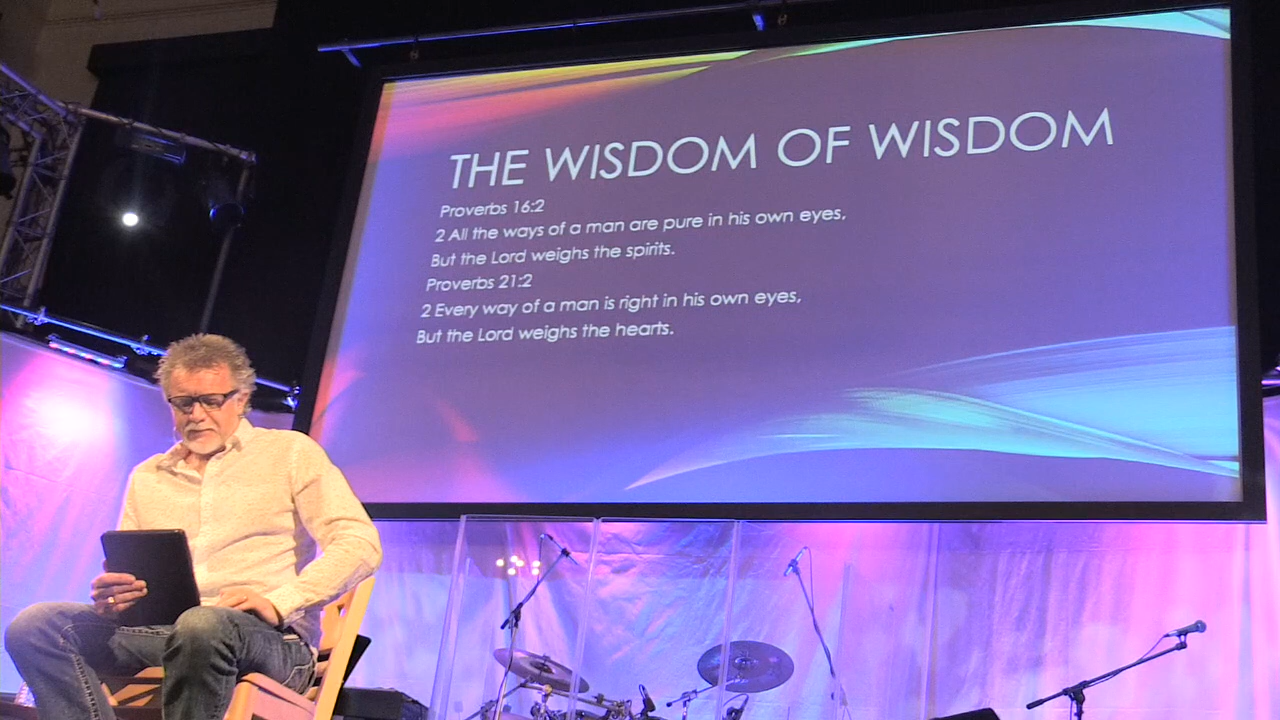 THE WISDOM OF WISDOM
Proverbs 16:2
2 All the ways of a man are pure in his own eyes,
But the Lord weighs the spirits.
Proverbs 21:2
2 Every way of a man is right in his own eyes,
But the Lord weighs the hearts.